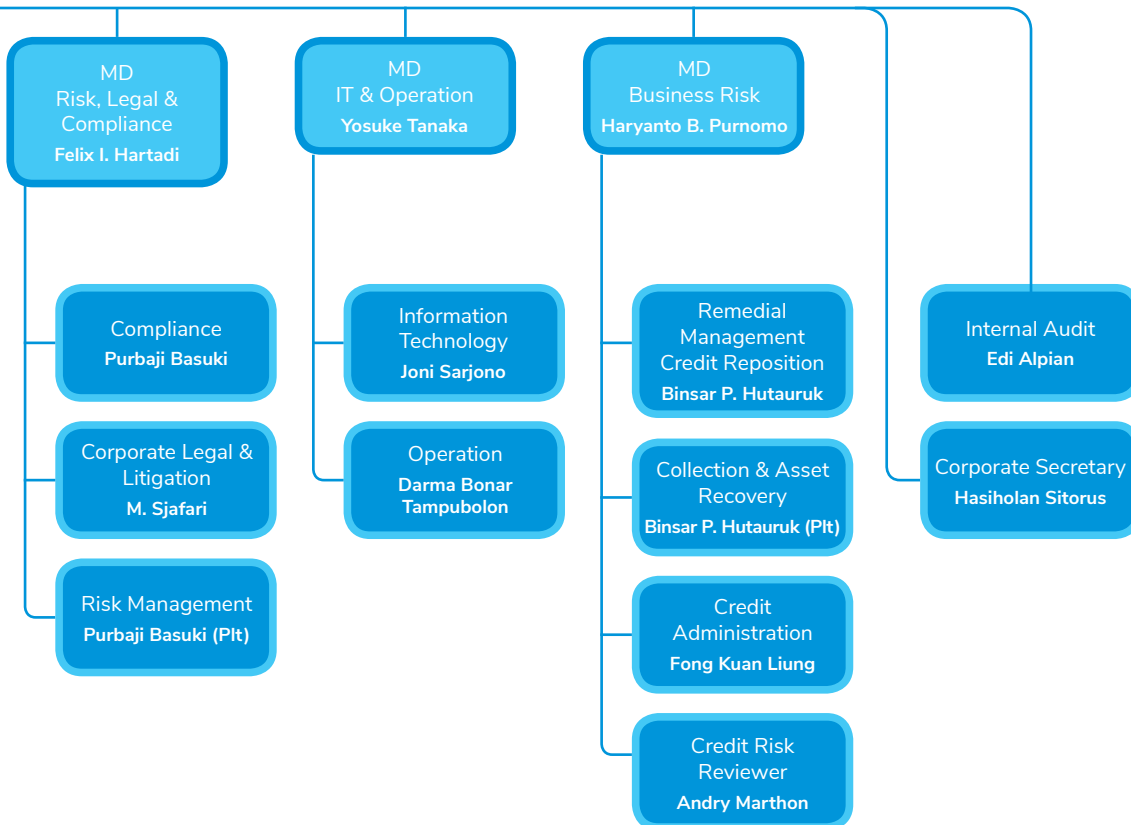 MD
Risk, Legal &
Compliance
Felix I. Hartadi
MD
IT & Operation
Yosuke Tanaka
MD
Business Risk
Haryanto B. Purnomo
Compliance
Purbaji Basuki
Corporate Legal &
Litigation
M. Sjafari
Risk Management
Purbaji Basuki (Plt)
Information
Technology
Joni Sarjono
Operation
Darma Bonar
Tampubolon
Remedial
Management
Credit Reposition
Binsar P. Hutauruk
Collection & Asset
Recovery
Binsar P. Hutauruk (Plt)
Credit
Administration
Fong Kuan Liung
Credit Risk
Reviewer
Andry Marthon
Internal Audit
Edi Alpian
Corporate Secretary
Hasiholan Sitorus